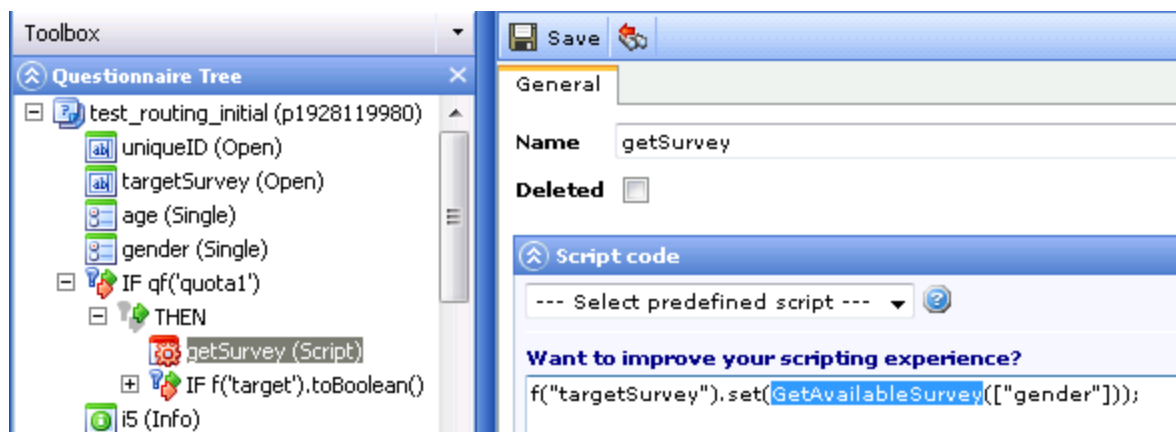 Toolbox
Questionnaire Tree
test_routing_initial (p1928119980)
uniqueID (Open)
targetSurvey (Open)
age (Single)
gender (Single)
IF qf('quota1')
THEN
getSurvey (Script)
IF f('target').toBoolean()
i5 (Info)
Save
General
Name getSurvey
Deleted
Script code
--- Select predefined script ---
Want to improve your scripting experience?
f("targetSurvey").set(GetAvailableSurvey(["gender"]));